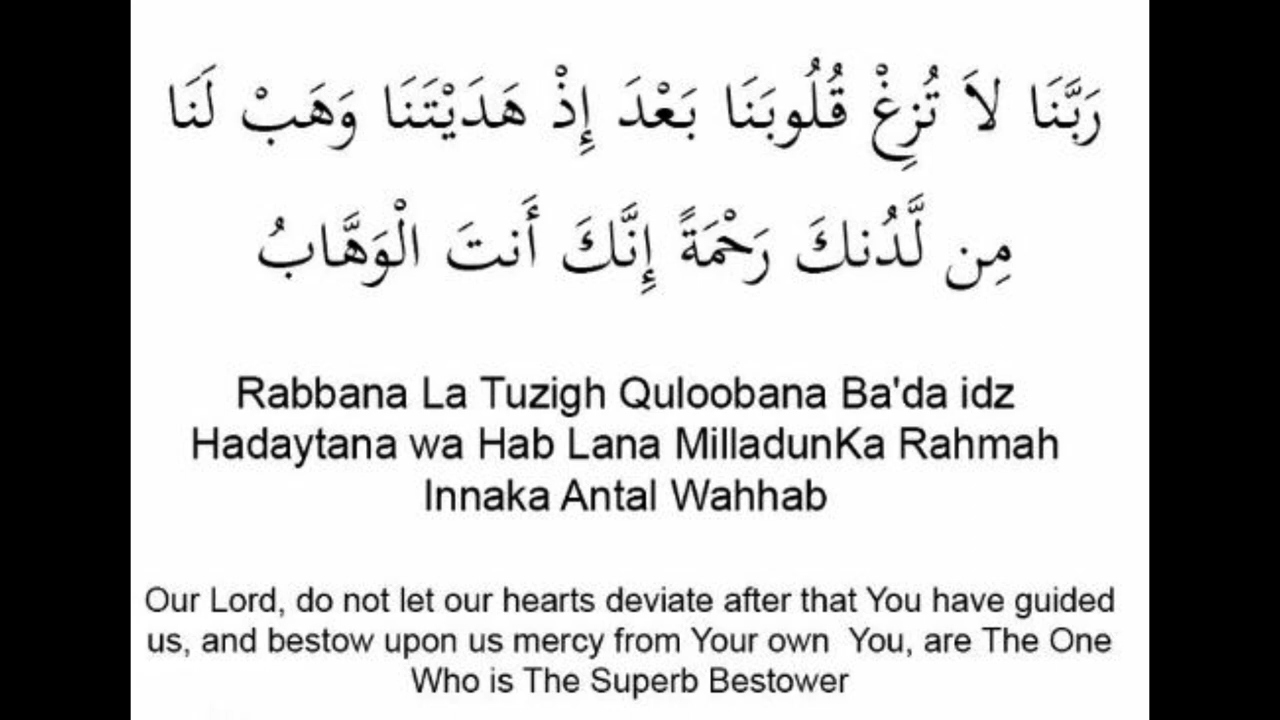 رَبَّنَا لاَ تُزِغْ قُلُوبَنَا بَعْدَ إِذْ هَدَيْتَنَا وَهَبْ لَنَا
مِن لَّدُنكَ رَحْمَةً إِنَّكَ أَنتَ الْوَهَّابُ
Rabbana La Tuzigh Quloobana Ba'da idz
Hadaytana wa Hab Lana MilladunKa Rahmah
Innaka Antal Wahhab
Our Lord, do not let our hearts deviate after that You have guided
us, and bestow upon us mercy from Your own  You, are The One
Who is The Superb Bestower